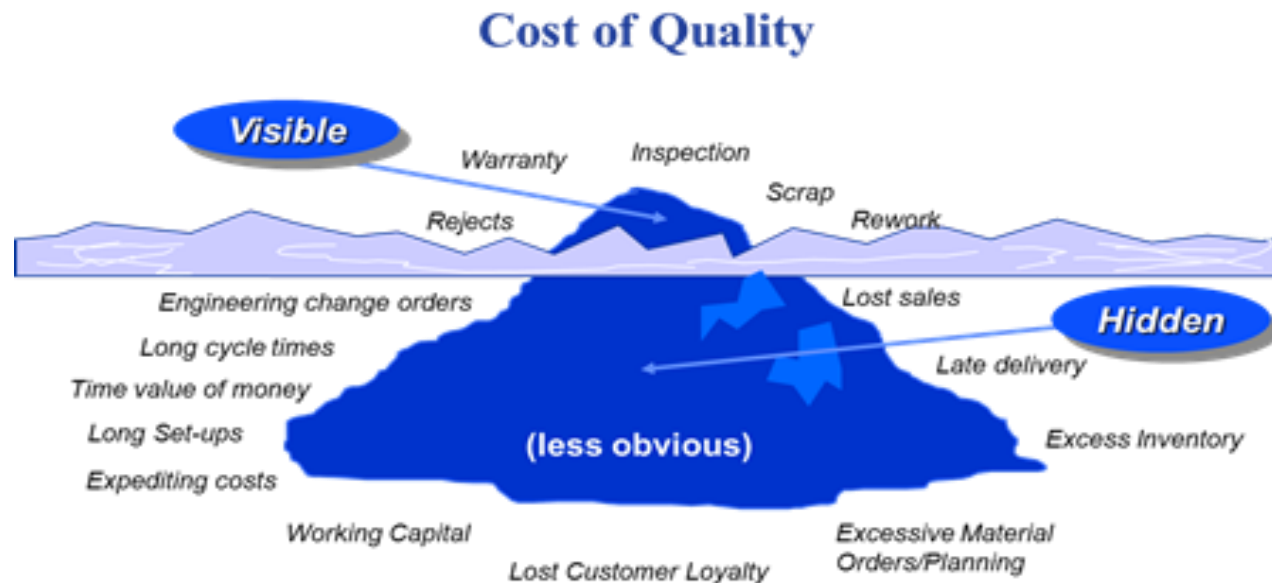 Cost of Quality
Visible
Warranty
Inspection
Scrap
Rejects
Rework
Engineering change orders
Lost sales
Hidden
Long cycle times
Late delivery
Time value of money
Long Set-ups
(less obvious)
Excess Inventory
Expediting costs
Working Capital
Excessive Material
Orders/Planning
Lost Customer Loyalty